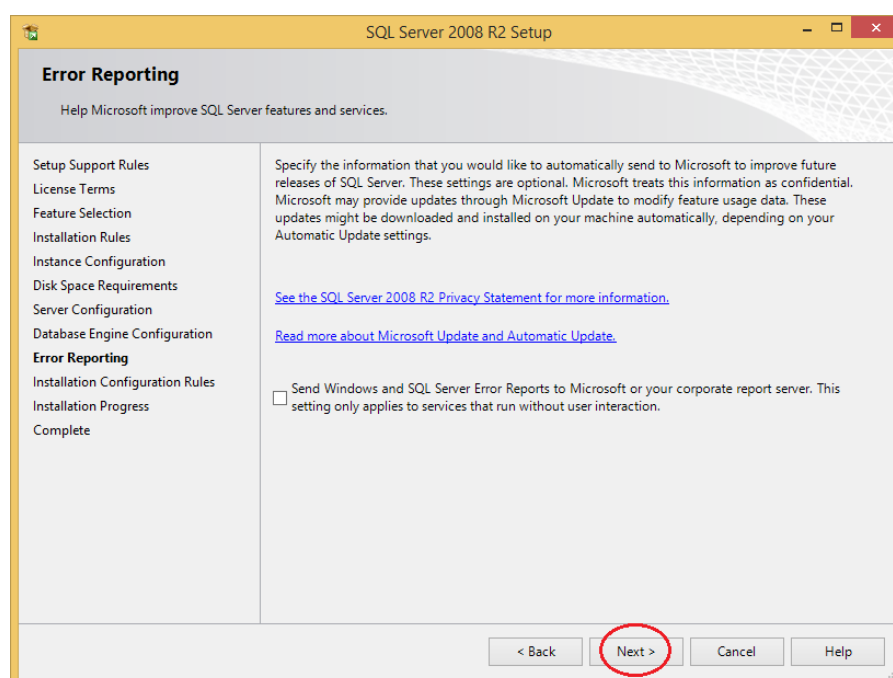 SQL Server 2008 R2 Setup
Error Reporting
Help Microsoft improve SQL Server features and services.
Setup Support Rules
License Terms
Feature Selection
Installation Rules
Instance Configuration
Disk Space Requirements
Server Configuration
Database Engine Configuration
Error Reporting
Installation Configuration Rules
Installation Progress
Complete
Specify the information that you would like to automatically send to Microsoft to improve future
releases of SQL Server. These settings are optional. Microsoft treats this information as confidential.
Microsoft may provide updates through Microsoft Update to modify feature usage data. These
updates might be downloaded and installed on your machine automatically, depending on your
Automatic Update settings.
See the SQL Server 2008 R2 Privacy Statement for more information.
Read more about Microsoft Update and Automatic Update.
Send Windows and SQL Server Error Reports to Microsoft or your corporate report server. This
setting only applies to services that run without user interaction.
< Back
Next >
Cancel
Help